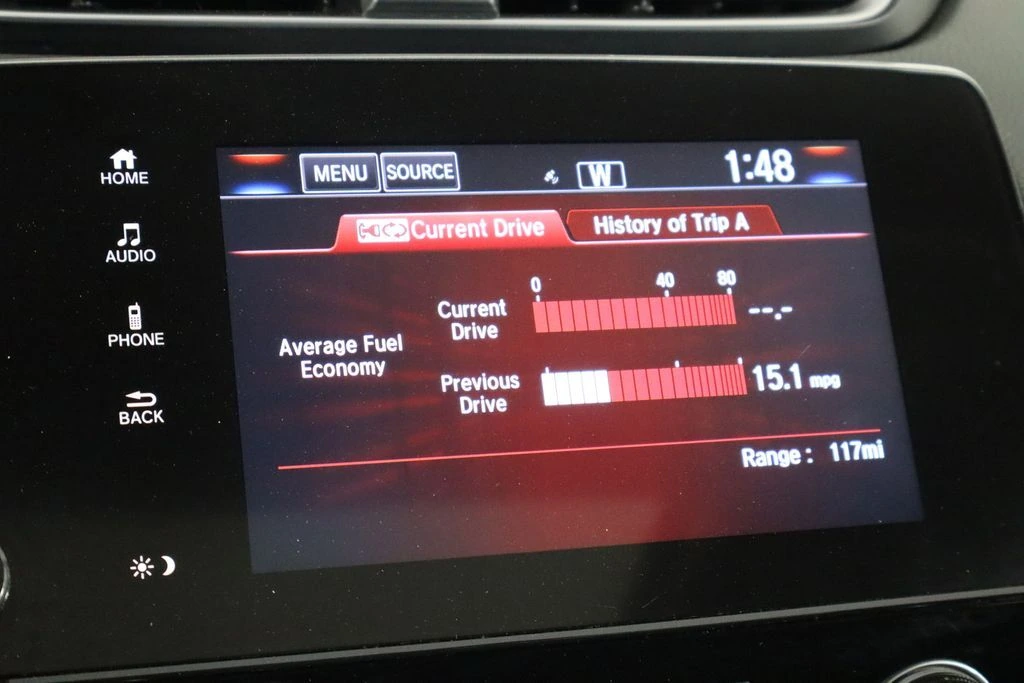 HOME
AUDIO
PHONE
BACK
MENU SOURCE W 1:48
Current Drive History of Trip A
0 40 80
Current
Drive
--.-
Average Fuel
Economy
Previous
Drive
15.1 mpg
Range : 117mi